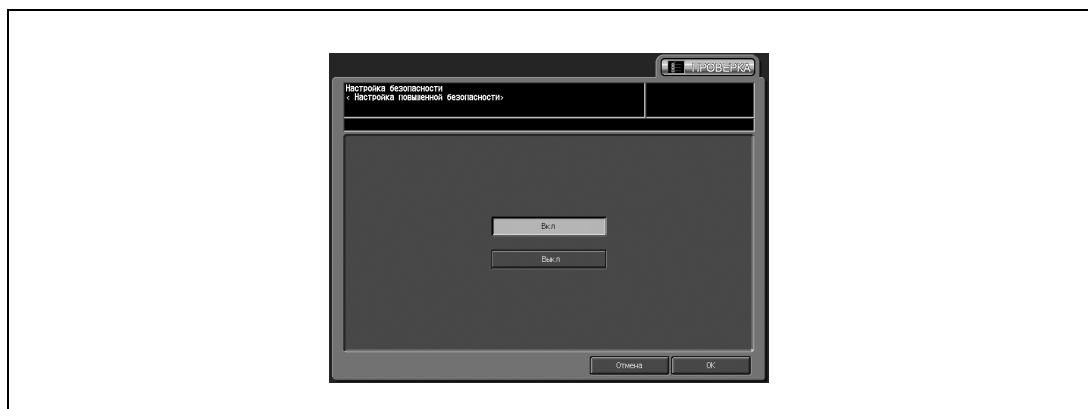 ПРОВЕРКА
Настройка безопасности
< Настройка повышенной безопасности>
Вкл
Выкл
Отмена
OK